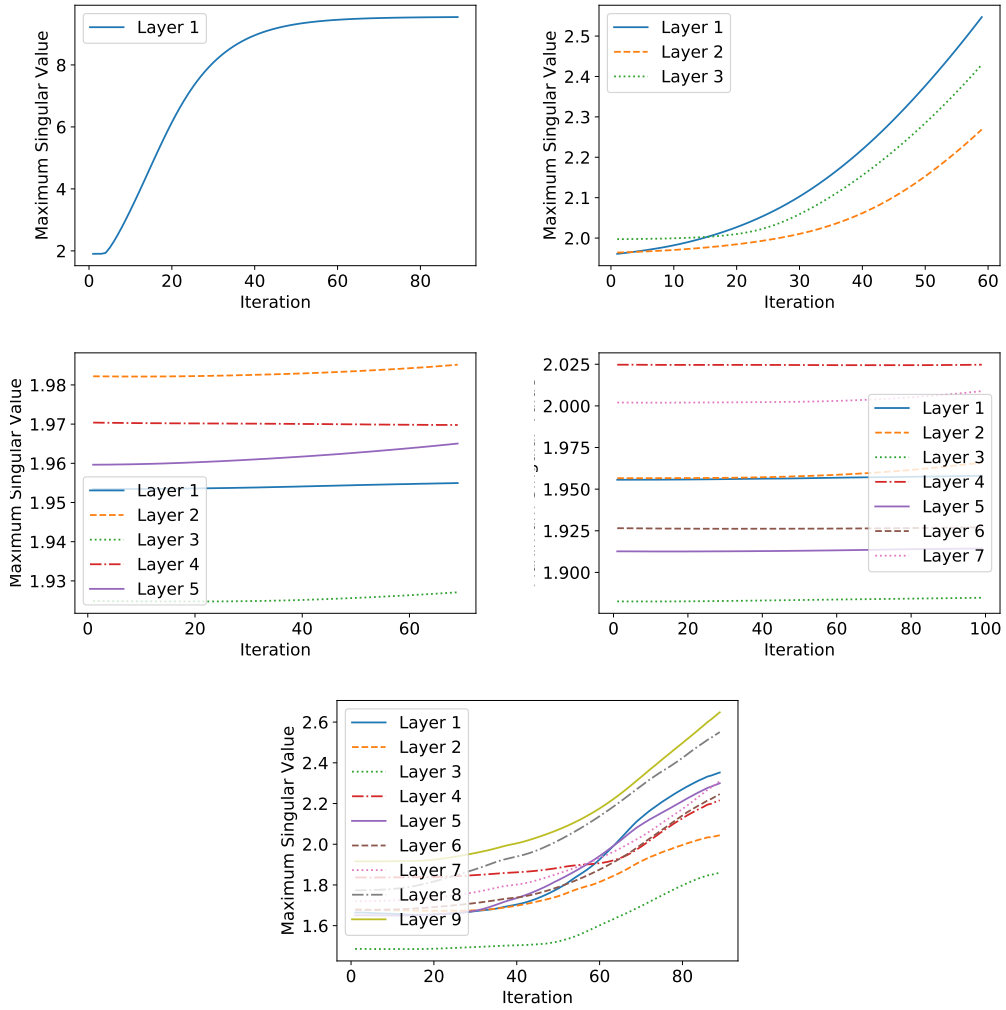 Layer 1
8
6
4
2
Maximum Singular Value
0 20 40 60 80
Iteration
Layer 1
Layer 2
Layer 3
2.5
2.4
2.3
2.2
2.1
2.0
Maximum Singular Value
0 10 20 30 40 50 60
Iteration
1.98
1.97
1.96
1.95
1.94
1.93
Maximum Singular Value
Layer 1
Layer 2
Layer 3
Layer 4
Layer 5
0 20 40 60
Iteration
2.025
2.000
1.975
1.950
1.925
1.900
Layer 1
Layer 2
Layer 3
Layer 4
Layer 5
Layer 6
Layer 7
0 20 40 60 80 100
Iteration
2.6
2.4
2.2
2.0
1.8
1.6
Maximum Singular Value
Layer 1
Layer 2
Layer 3
Layer 4
Layer 5
Layer 6
Layer 7
Layer 8
Layer 9
0 20 40 60 80
Iteration